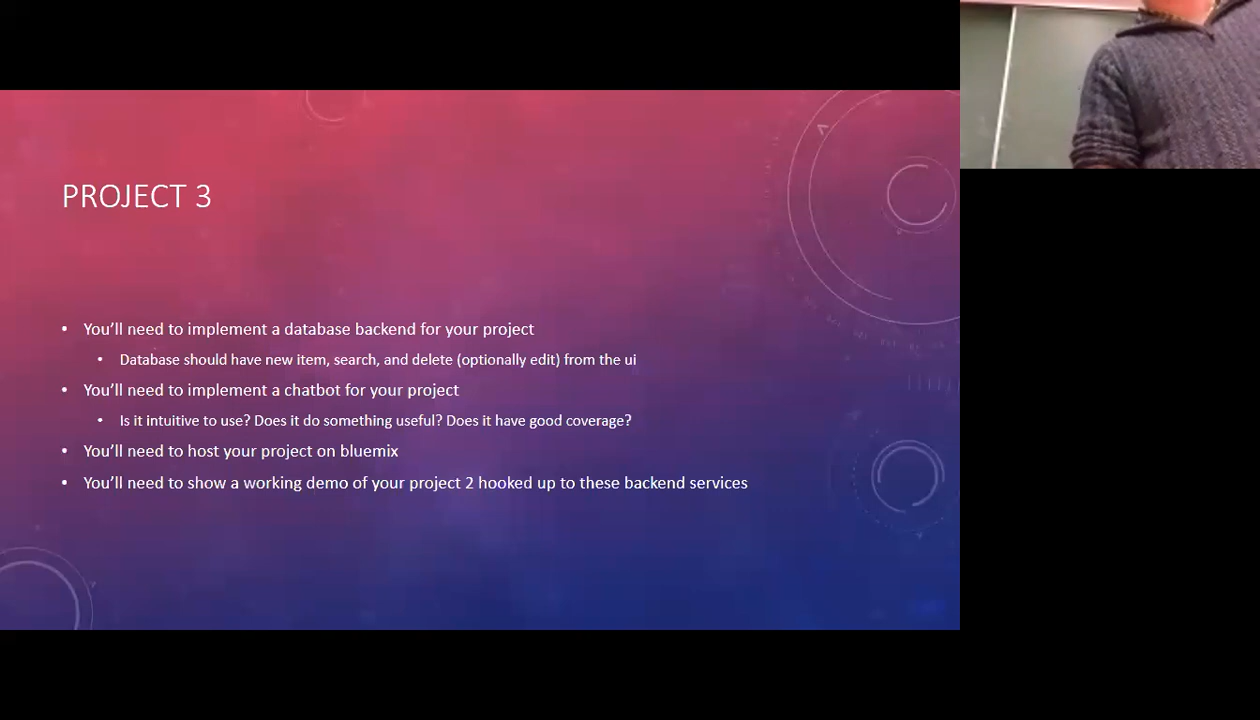 PROJECT 3
• You'll need to implement a database backend for your project
• Database should have new item, search, and delete (optionally edit) from the ui
• You'll need to implement a chatbot for your project
• Is it intuitive to use? Does it do something useful? Does it have good coverage?
• You'll need to host your project on bluemix
• You'll need to show a working demo of your project 2 hooked up to these backend services